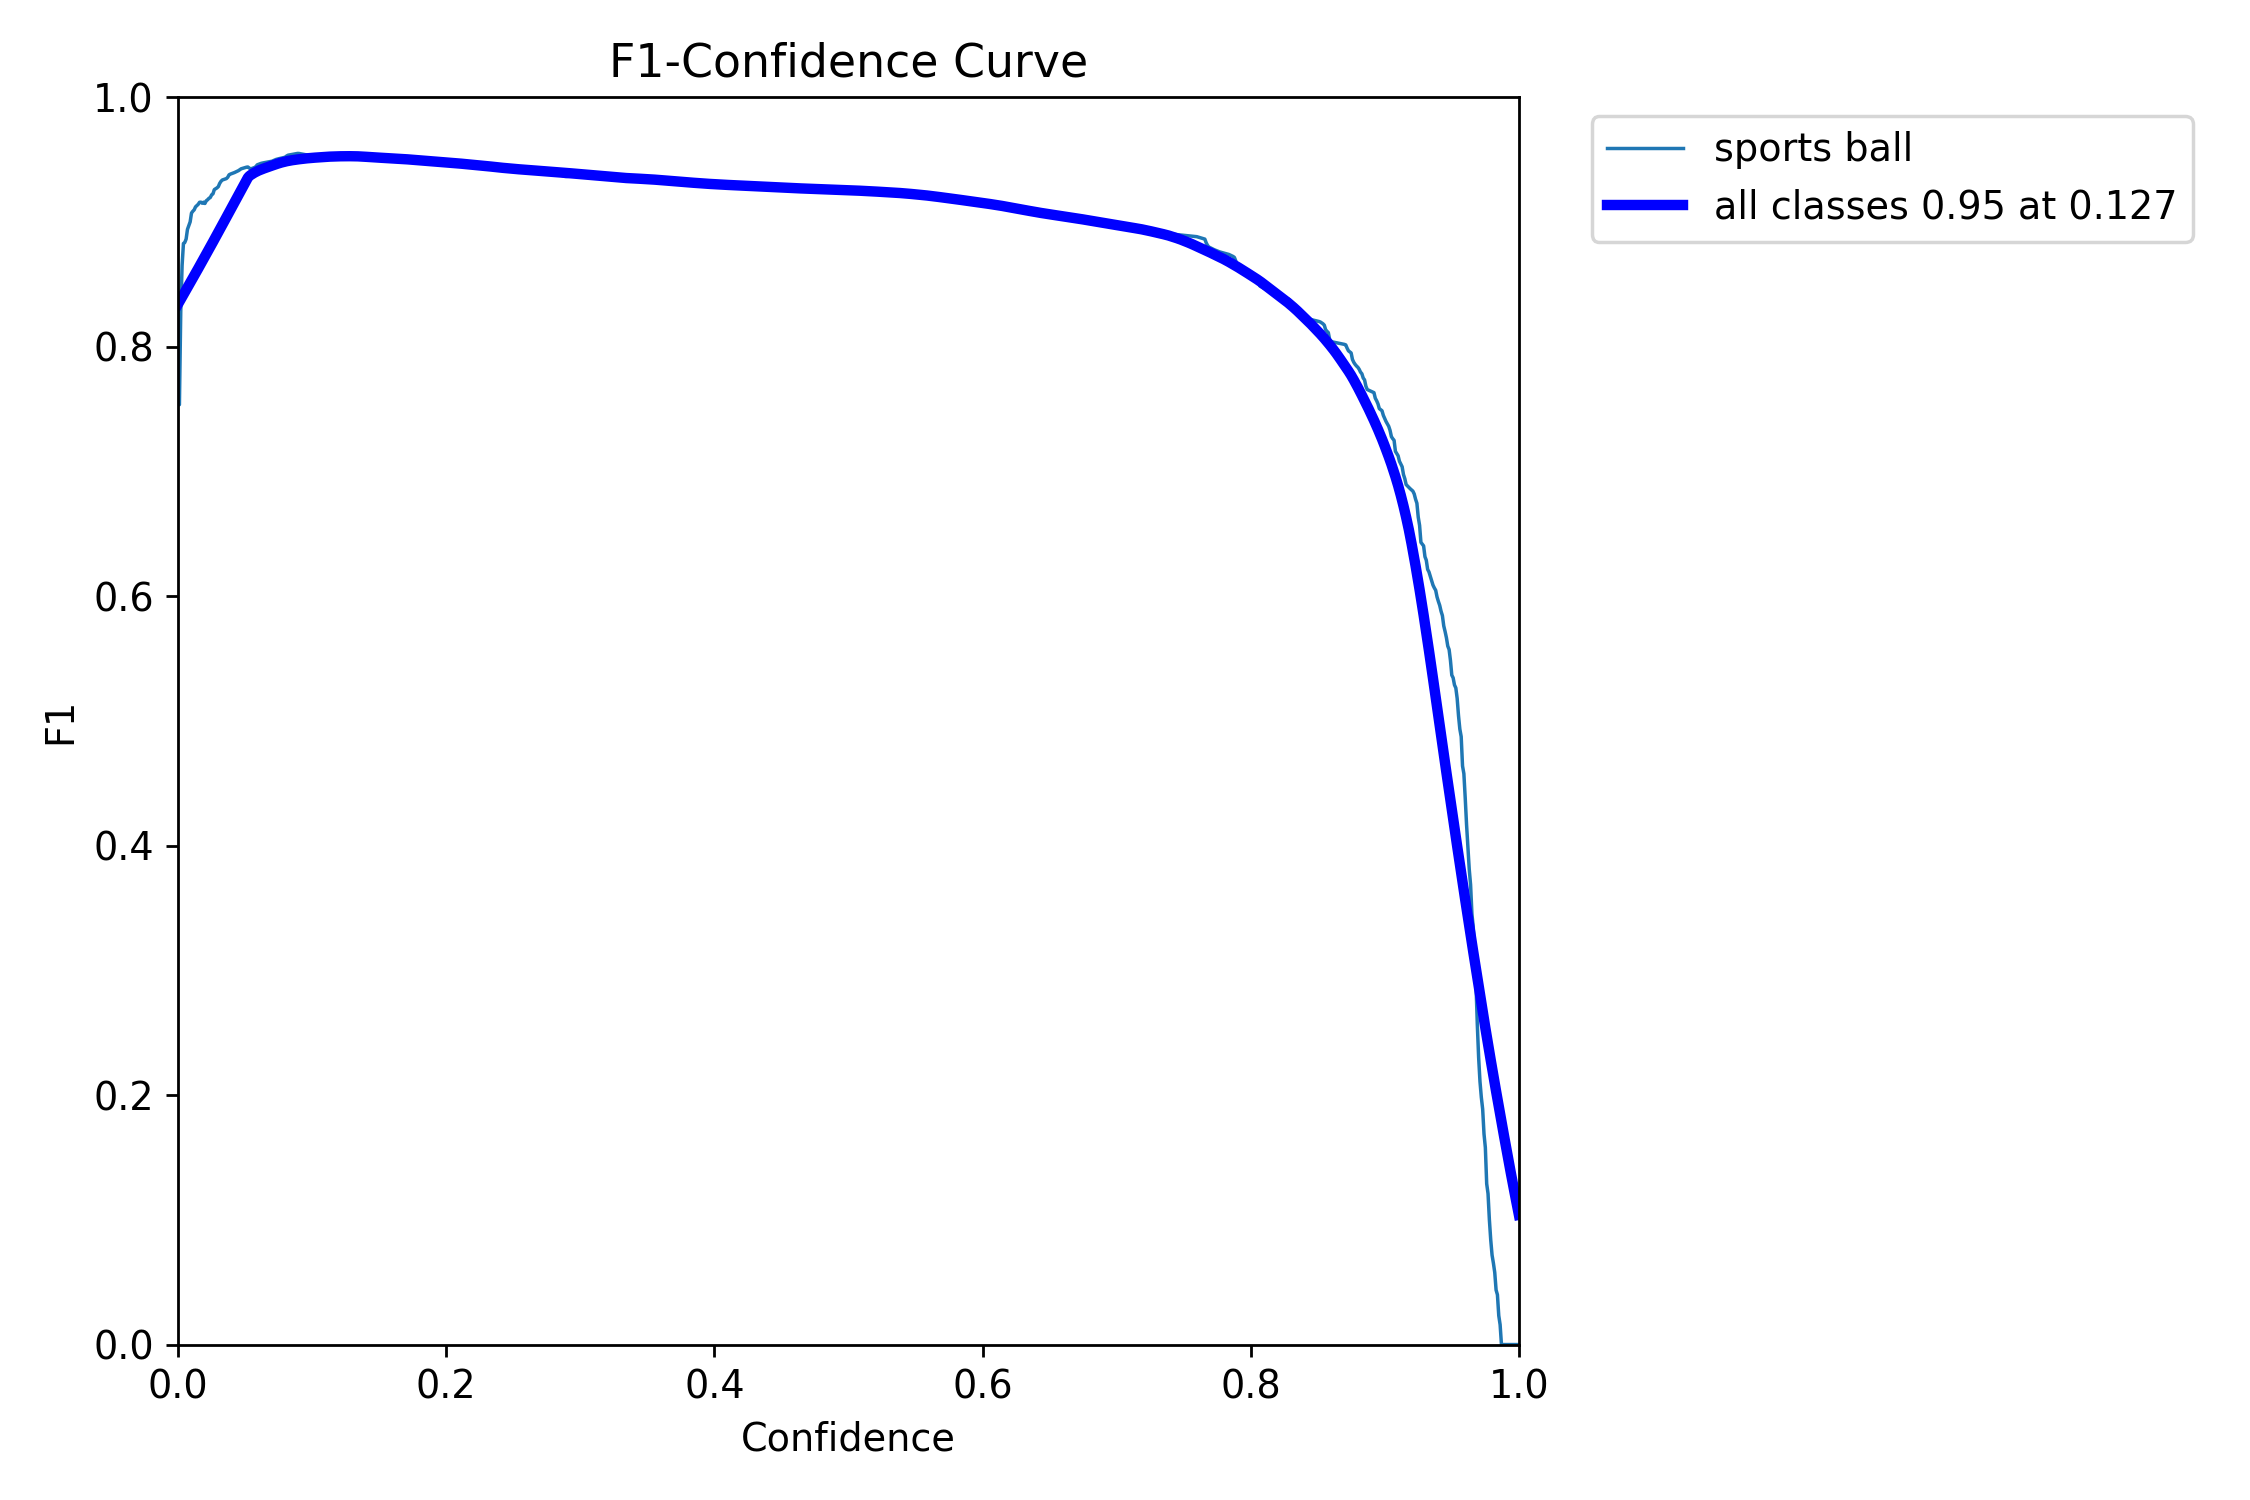 F1-Confidence Curve
sports ball
all classes 0.95 at 0.127
1.0
0.8
0.6
0.4
0.2
0.0
F1
0.0 0.2 0.4 0.6 0.8 1.0
Confidence